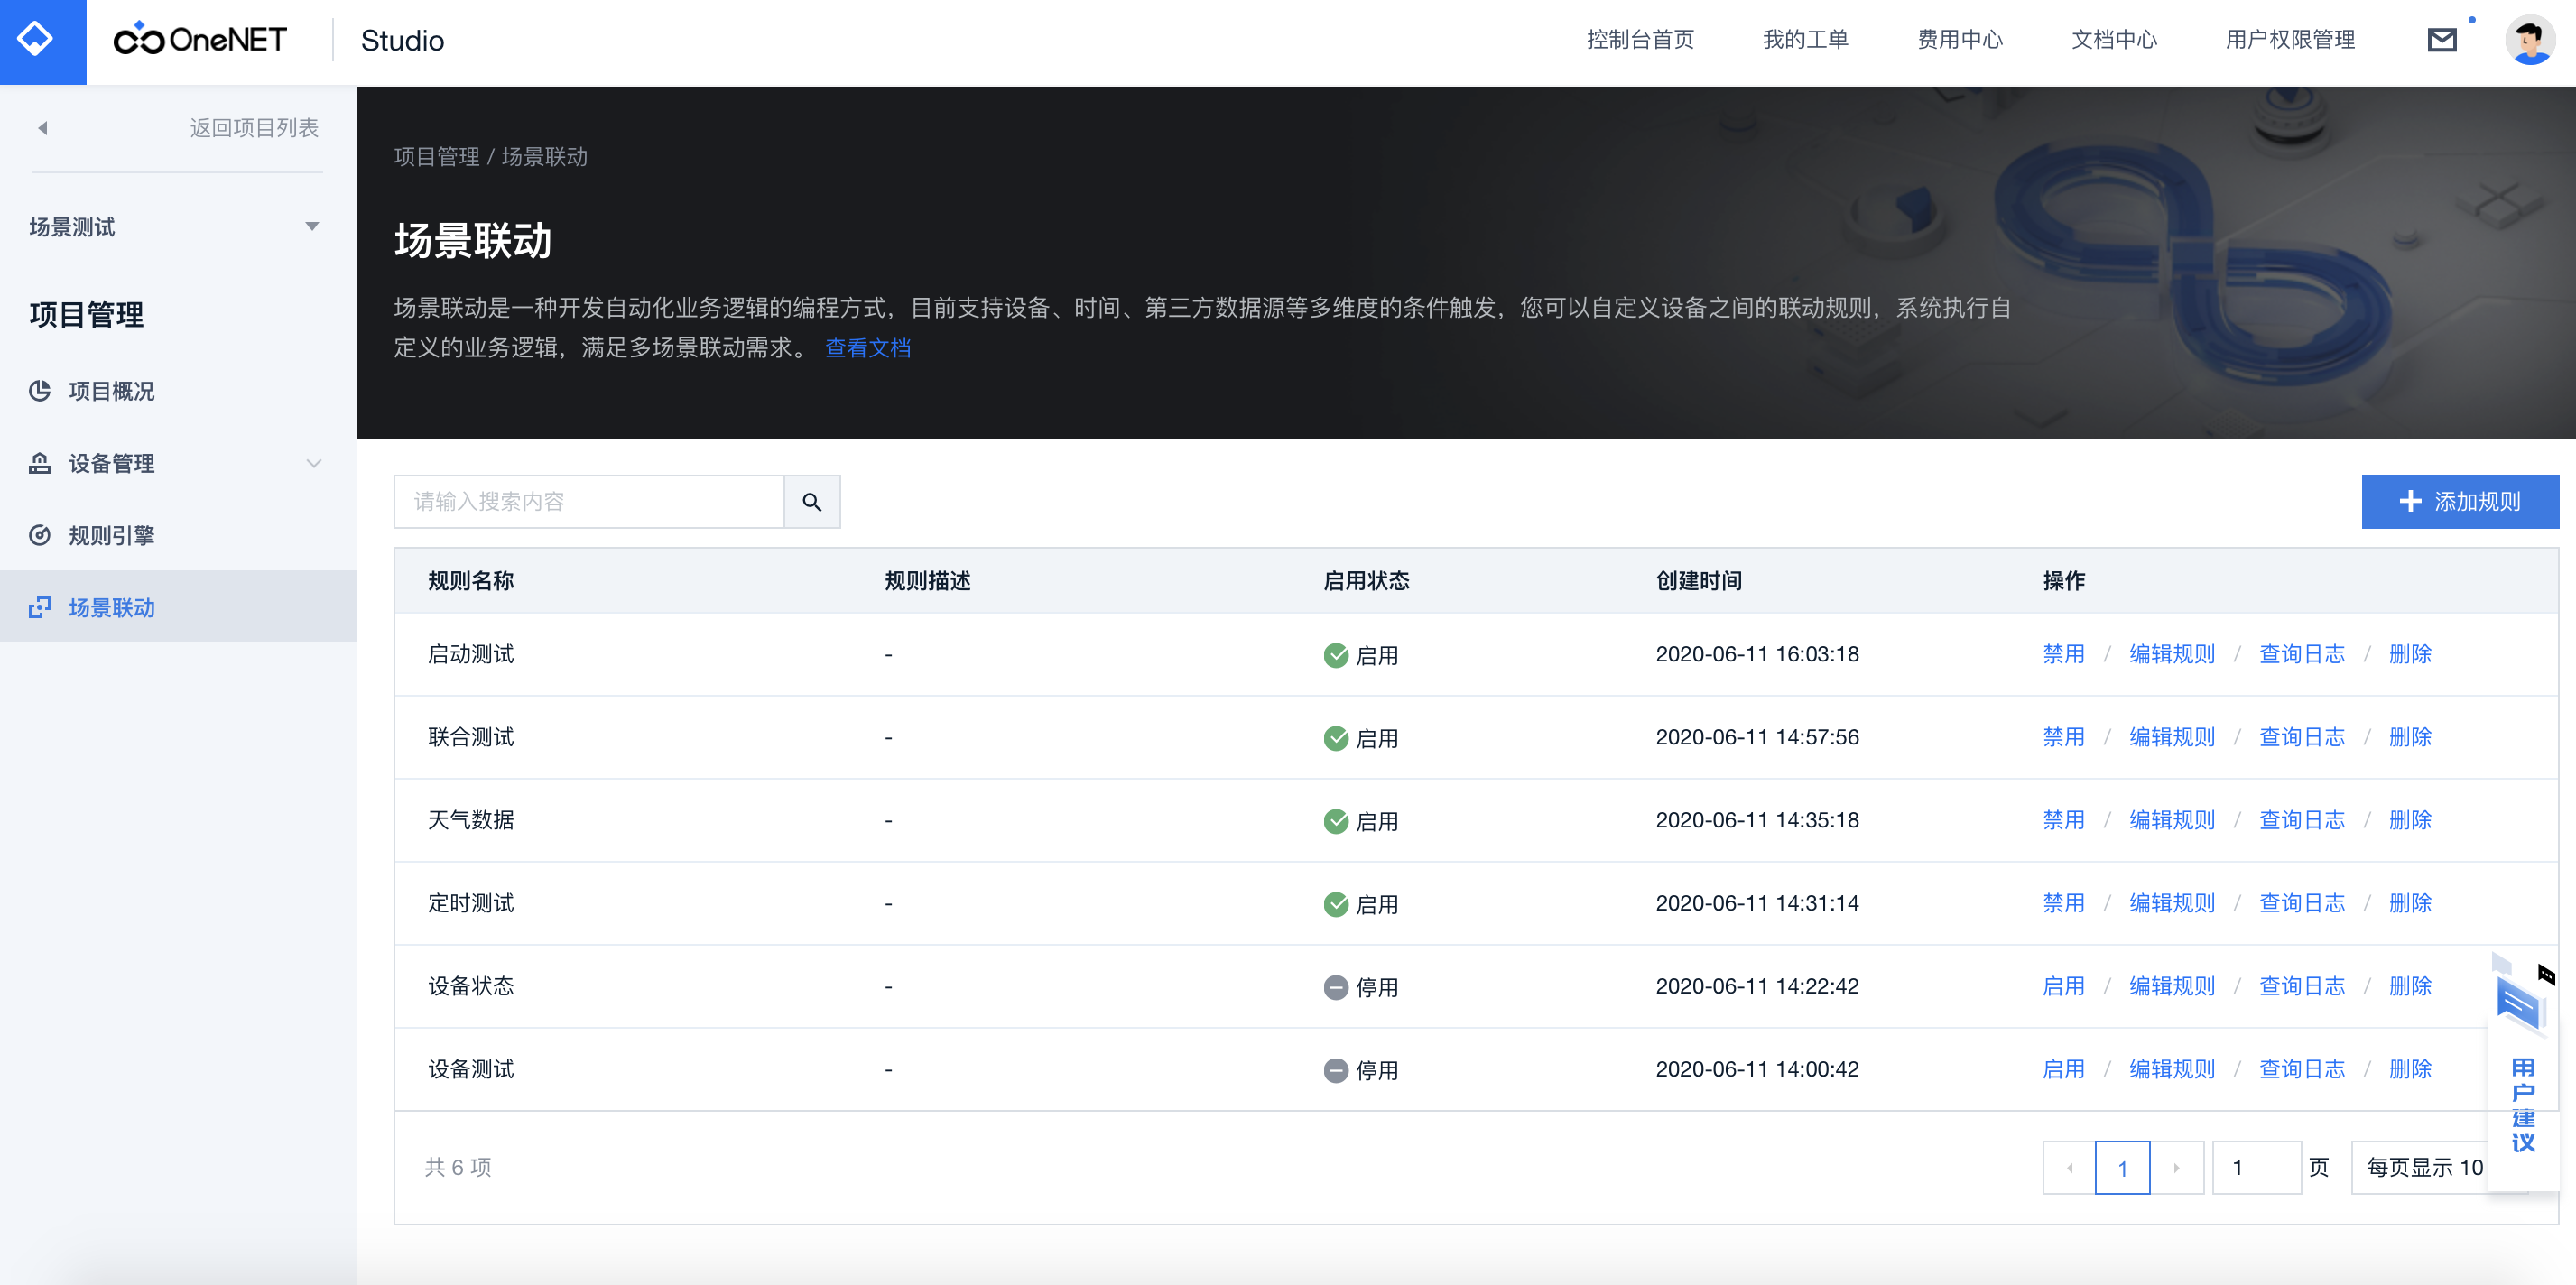 OneNET Studio 控制台首页 我的工单 费用中心 文档中心 用户权限管理
返回项目列表
场景测试
项目管理
项目概况
设备管理
规则引擎
场景联动
项目管理 / 场景联动
场景联动
场景联动是一种开发自动化业务逻辑的编程方式，目前支持设备、时间、第三方数据源等多维度的条件触发，您可以自定义设备之间的联动规则，系统执行自
定义的业务逻辑，满足多场景联动需求。 查看文档
请输入搜索内容
添加规则
规则名称 规则描述 启用状态 创建时间 操作
启动测试 - 启用 2020-06-11 16:03:18 禁用 / 编辑规则 / 查询日志 / 删除
联合测试 - 启用 2020-06-11 14:57:56 禁用 / 编辑规则 / 查询日志 / 删除
天气数据 - 启用 2020-06-11 14:35:18 禁用 / 编辑规则 / 查询日志 / 删除
定时测试 - 启用 2020-06-11 14:31:14 禁用 / 编辑规则 / 查询日志 / 删除
设备状态 - 停用 2020-06-11 14:22:42 启用 / 编辑规则 / 查询日志 / 删除
设备测试 - 停用 2020-06-11 14:00:42 启用 / 编辑规则 / 查询日志 / 删除
共 6 项 1 1 页 每页显示 10
用户建议